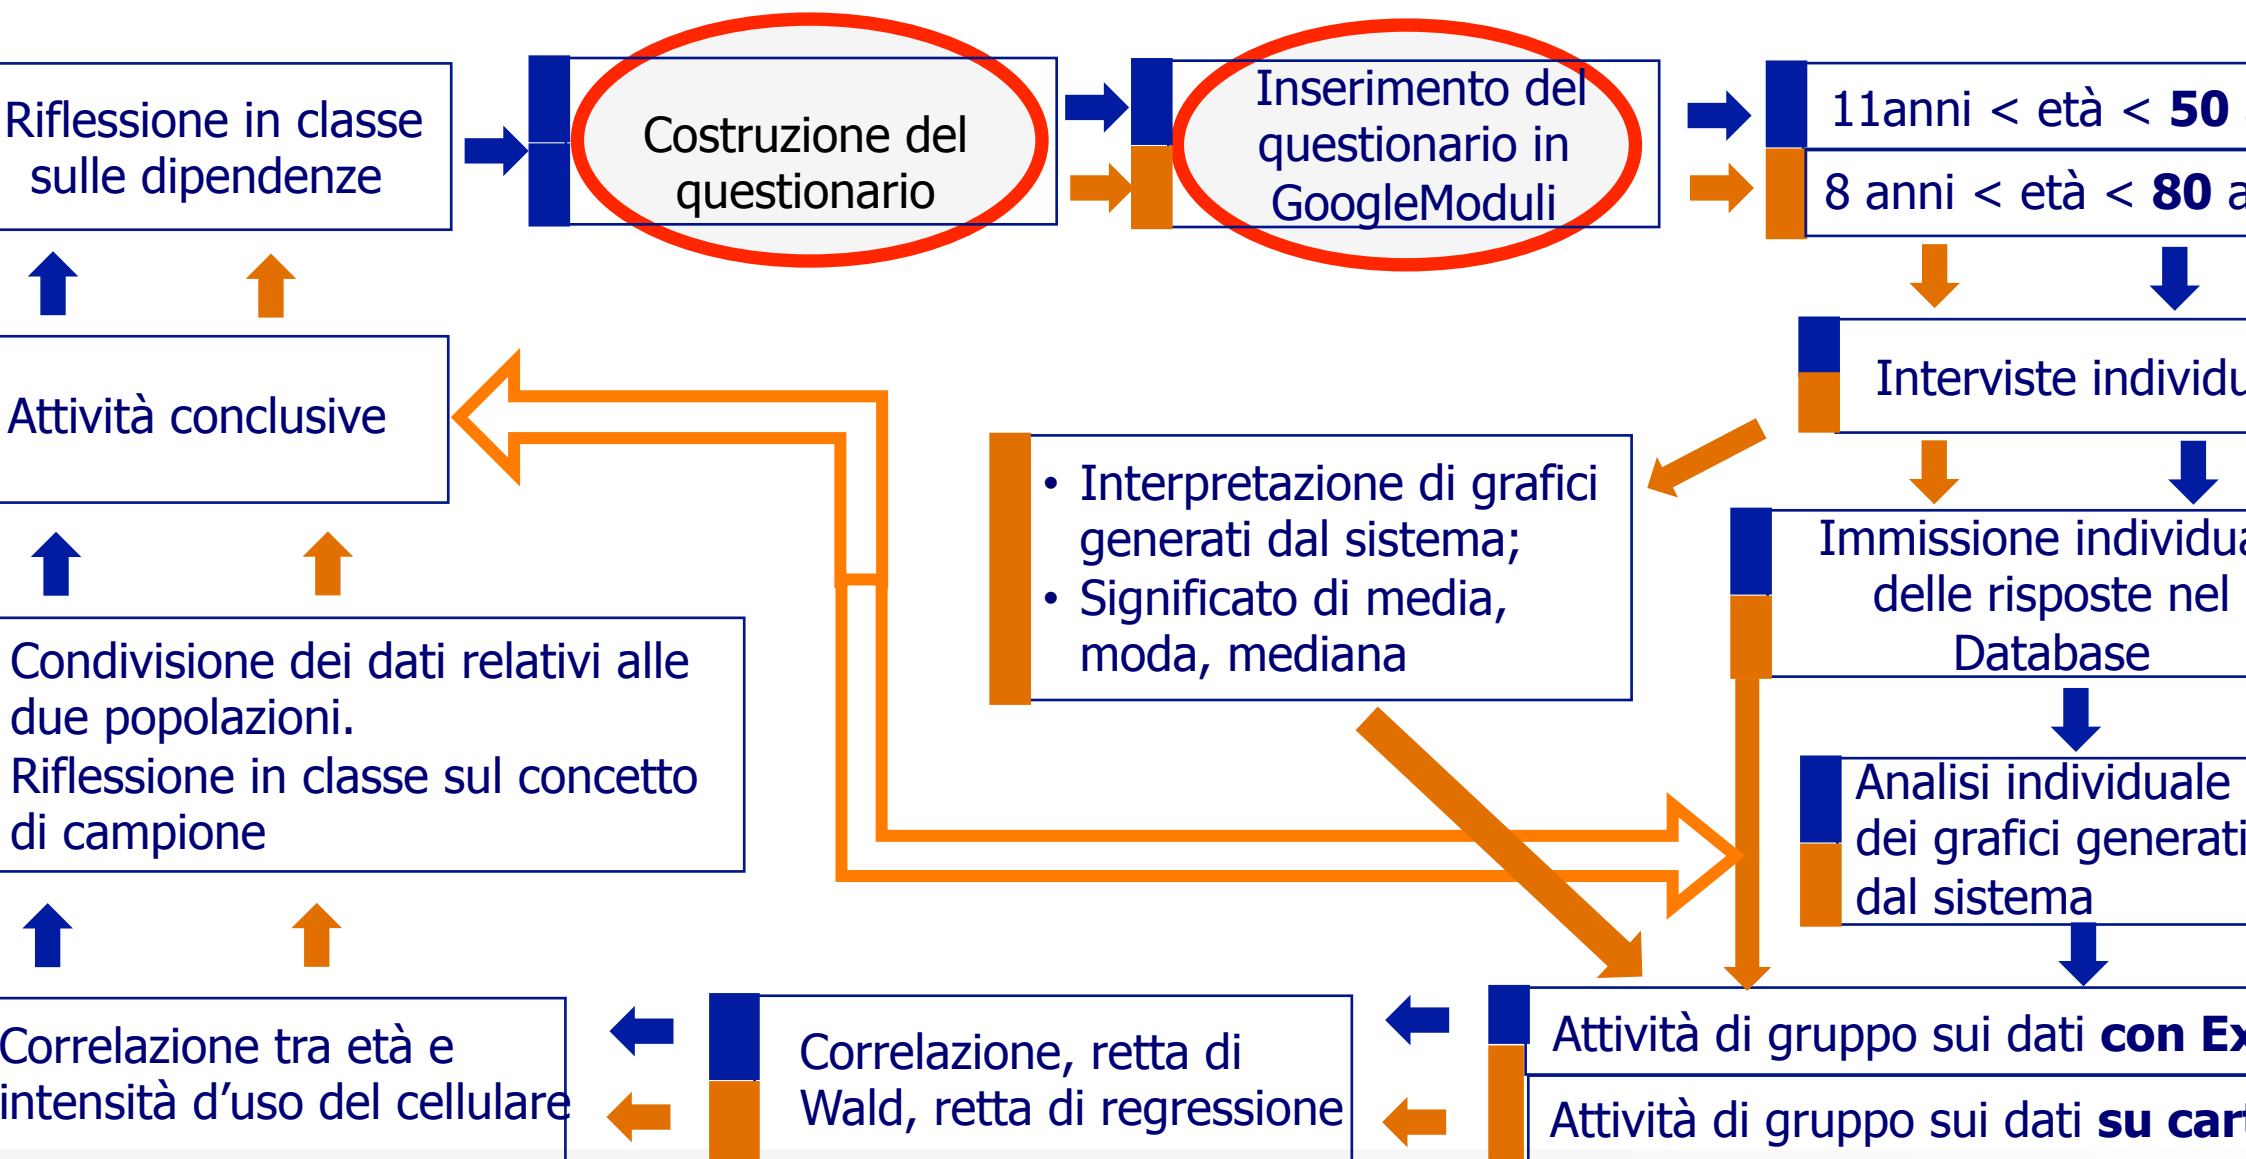 Riflessione in classe
sulle dipendenze
Costruzione del
questionario
Inserimento del
questionario in
GoogleModuli
11anni < età < 50
8 anni < età < 80
Interviste
Attività conclusive
• Interpretazione di grafici
generati dal sistema;
• Significato di media,
moda, mediana
Immissione
delle risposte nel
Database
Condivisione dei dati relativi alle
due popolazioni.
Riflessione in classe sul concetto
di campione
Analisi individuale
dei grafici generati
dal sistema
Correlazione tra età e
intensità d’uso del cellulare
Correlazione, retta di
Wald, retta di regressione
Attività di gruppo sui dati con
Attività di gruppo sui dati su